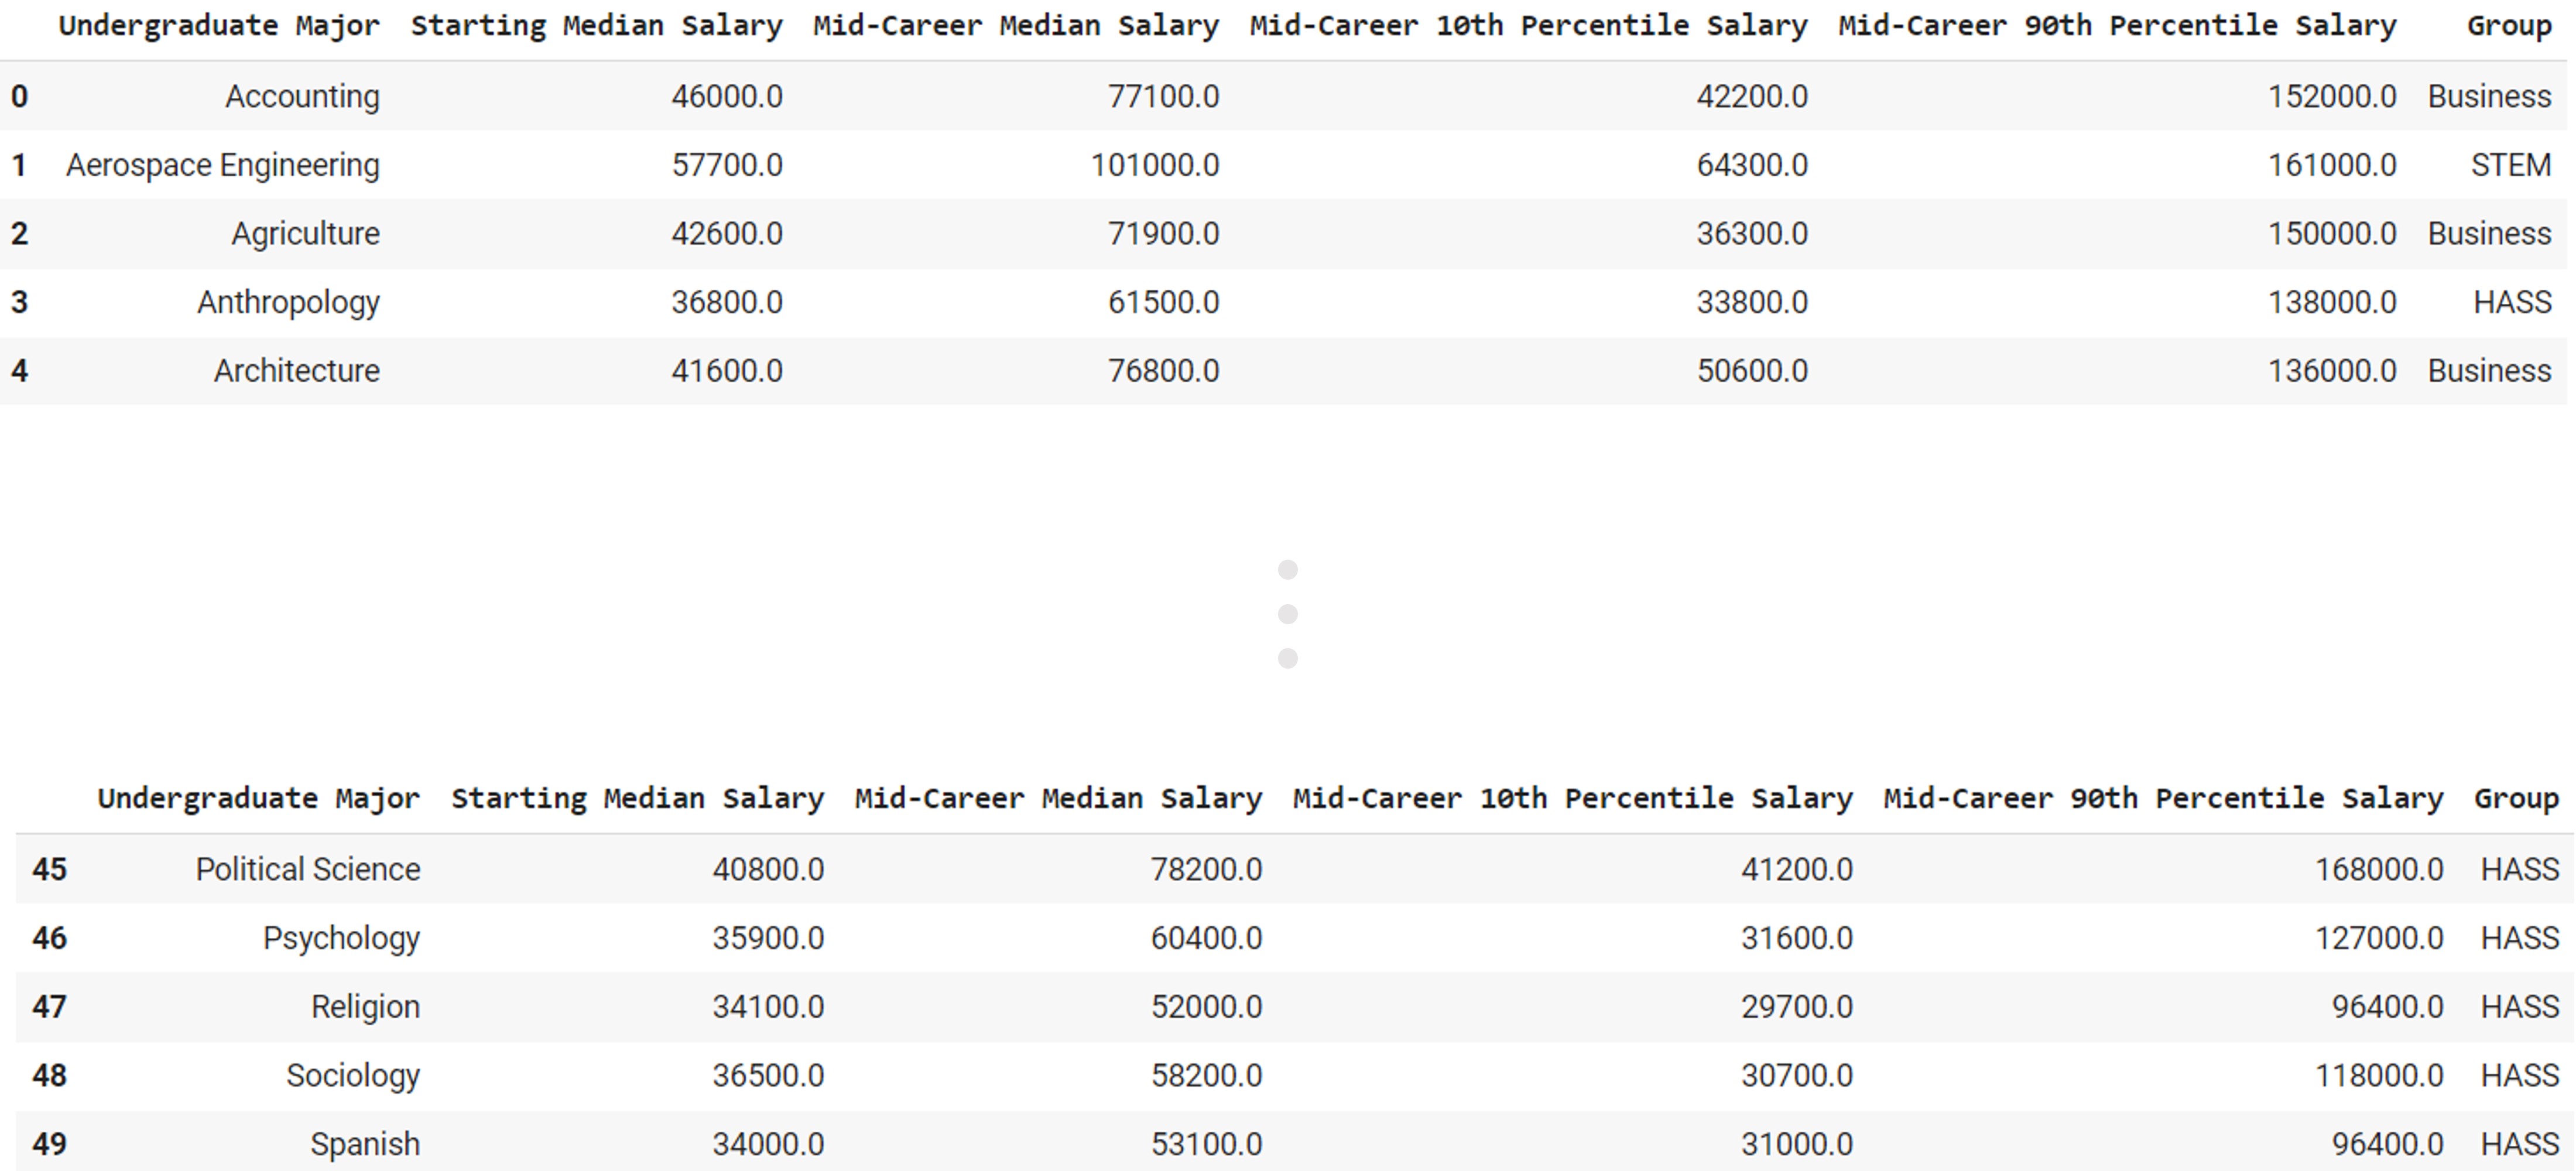 Undergraduate Major Starting Median Salary Mid-Career Median Salary Mid-Career 10th Percentile Salary Mid-Career 90th Percentile Salary Group
0 Accounting 46000.0 77100.0 42200.0 152000.0 Business
1 Aerospace Engineering 57700.0 101000.0 64300.0 161000.0 STEM
2 Agriculture 42600.0 71900.0 36300.0 150000.0 Business
3 Anthropology 36800.0 61500.0 33800.0 138000.0 HASS
4 Architecture 41600.0 76800.0 50600.0 136000.0 Business
Undergraduate Major Starting Median Salary Mid-Career Median Salary Mid-Career 10th Percentile Salary Mid-Career 90th Percentile Salary Group
45 Political Science 40800.0 78200.0 41200.0 168000.0 HASS
46 Psychology 35900.0 60400.0 31600.0 127000.0 HASS
47 Religion 34100.0 52000.0 29700.0 96400.0 HASS
48 Sociology 36500.0 58200.0 30700.0 118000.0 HASS
49 Spanish 34000.0 53100.0 31000.0 96400.0 HASS